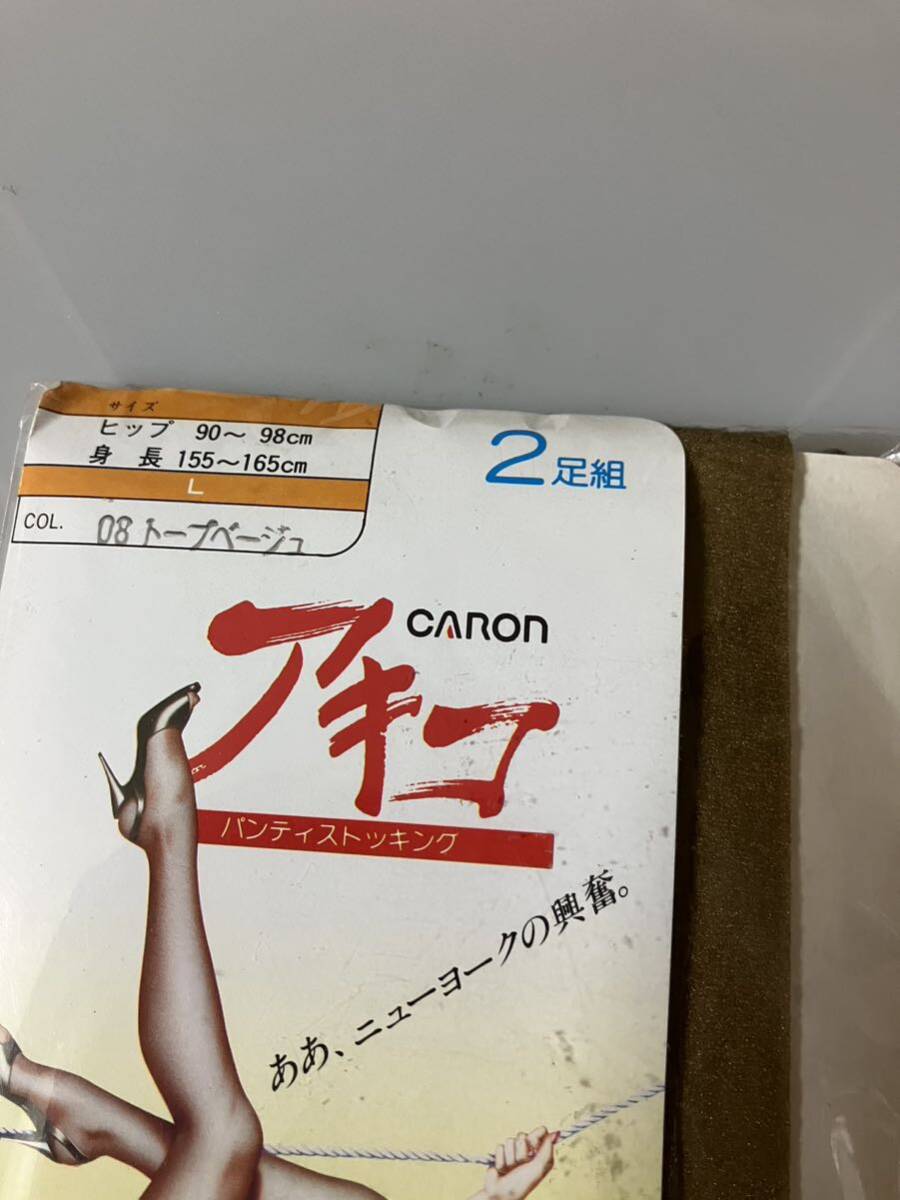 サイズ
ヒップ 90～98cm
身長 155～165cm
L
COL. 08 トープベージュ
2足組
CARON
アキコ
パンティストッキング
ああ、ニューヨークの興奮。